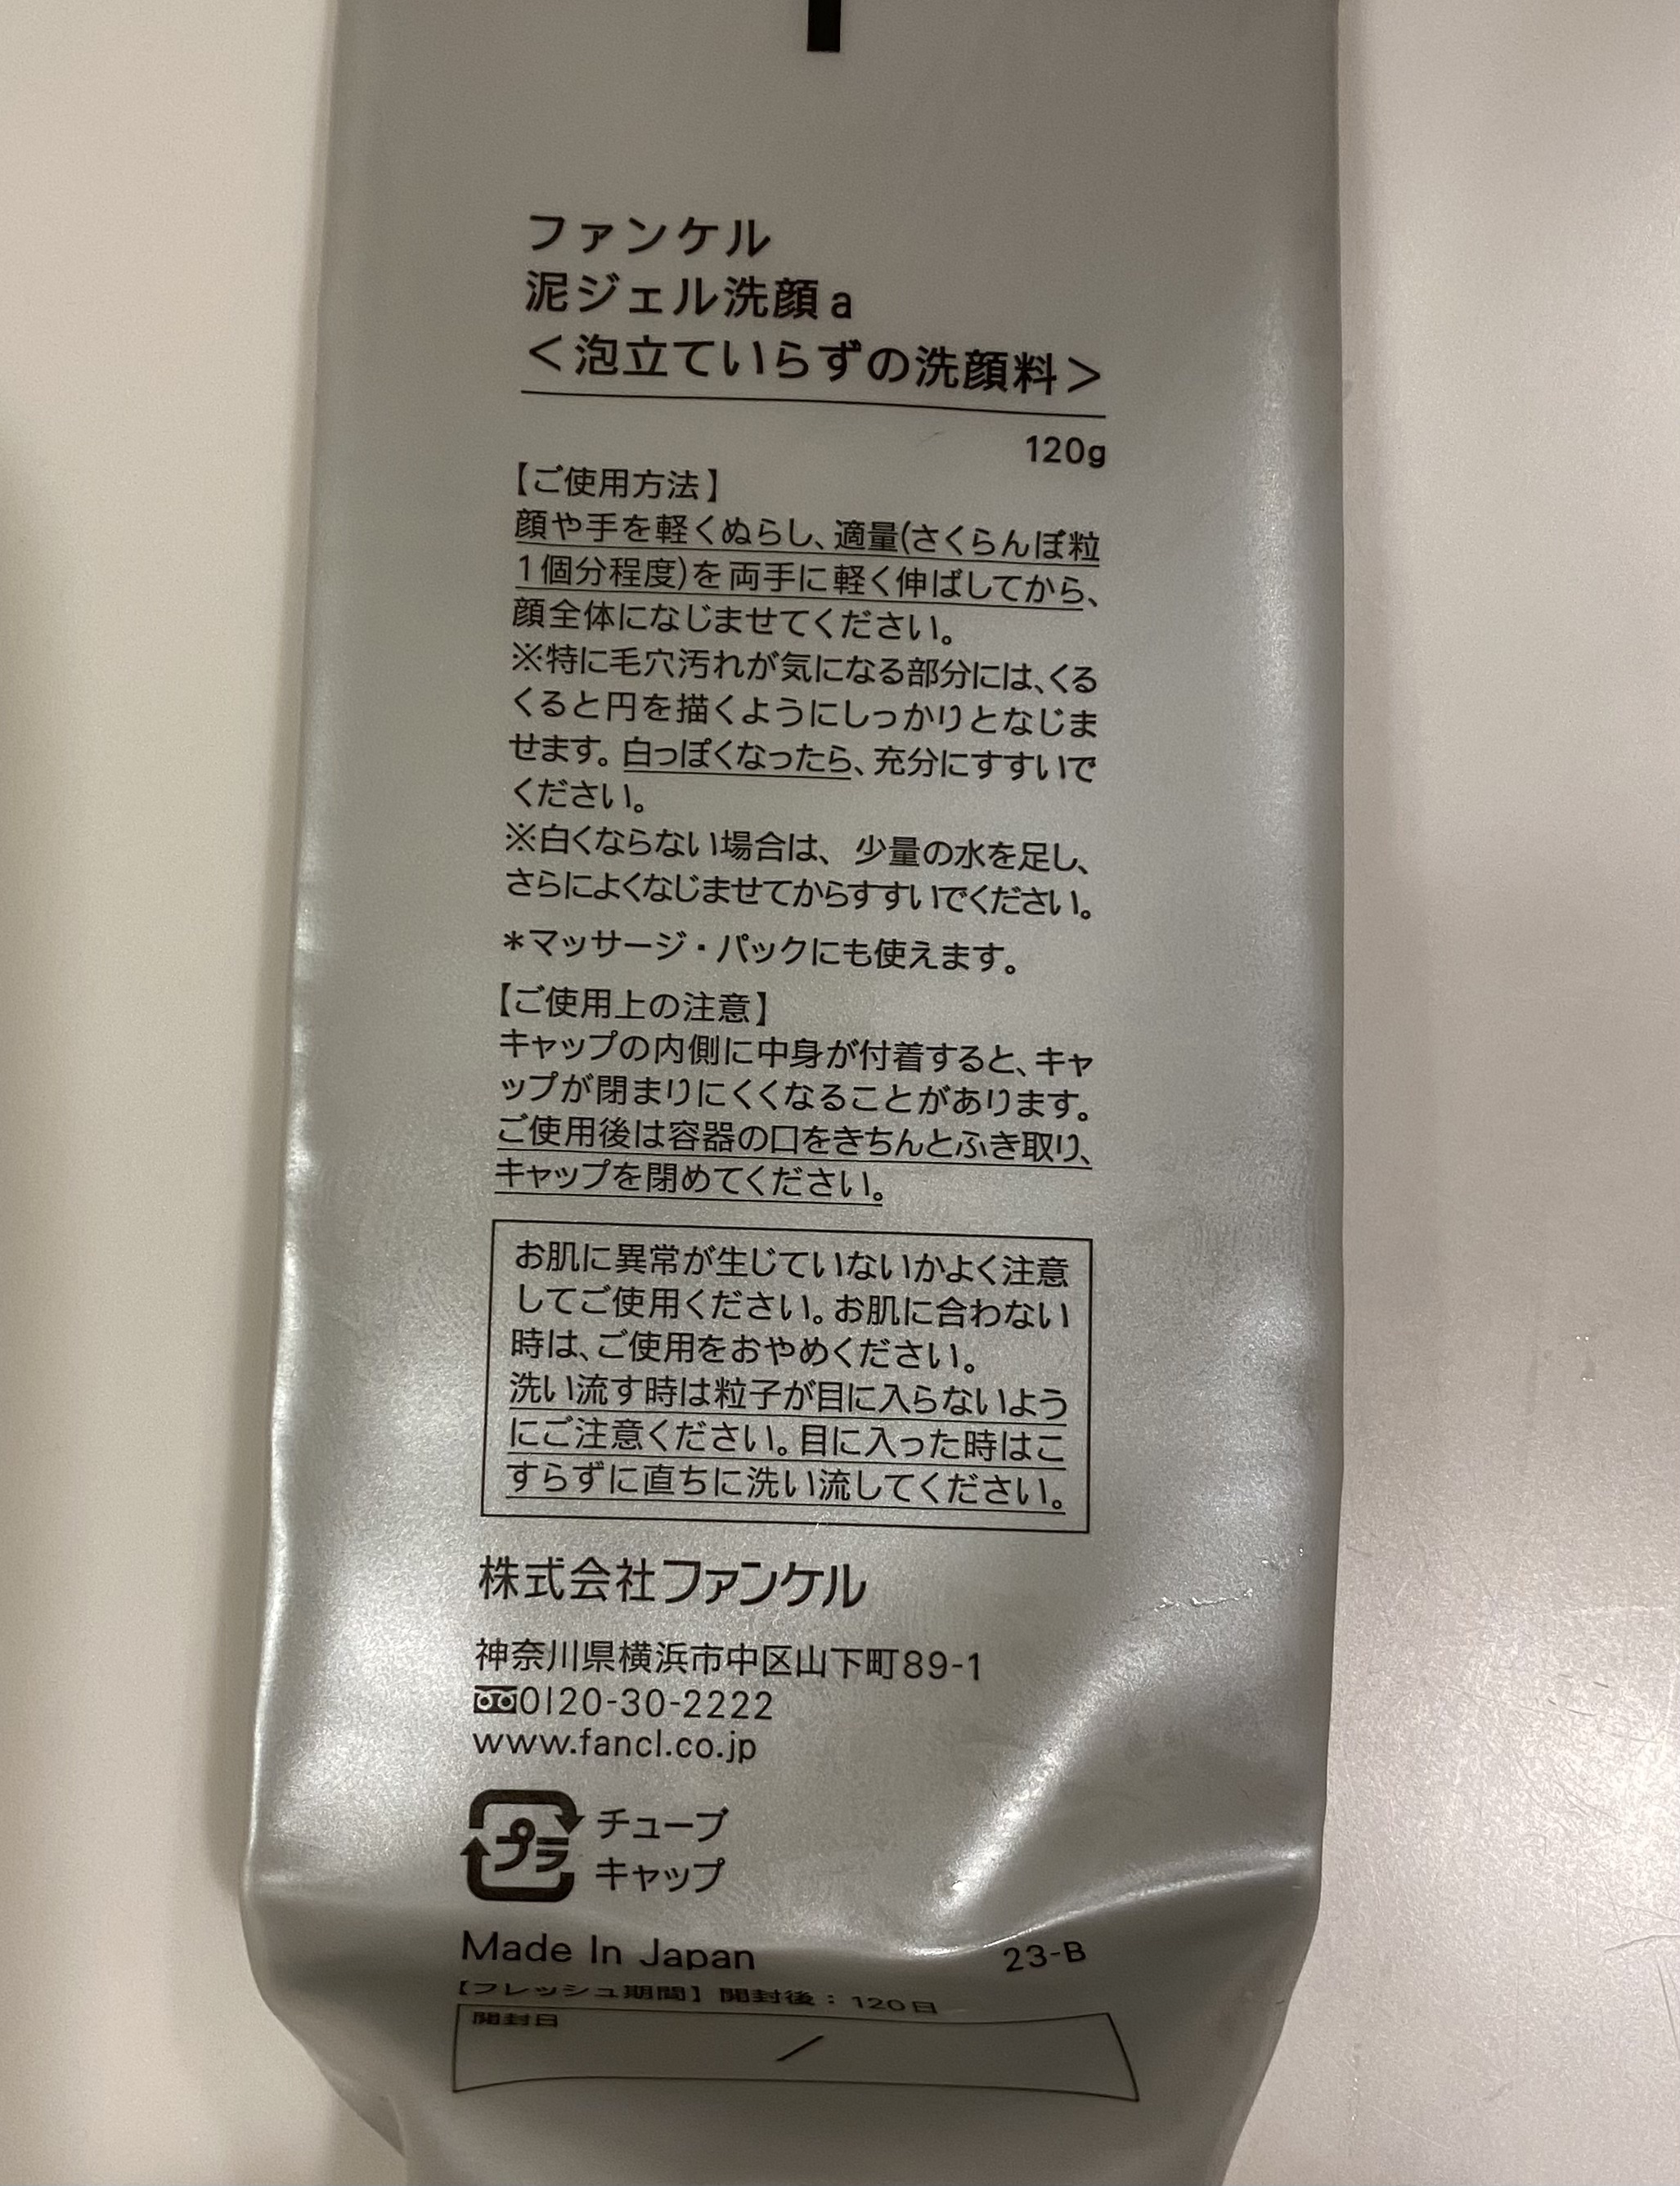 ファンケル
泥ジェル洗顔a
＜泡立ていらずの洗顔料＞
120g
【ご使用方法】
顔や手を軽くぬらし、適量(さくらんぼ粒
1個分程度)を両手に軽く伸ばしてから、
顔全体になじませてください。
※特に毛穴汚れが気になる部分には、くる
くると円を描くようにしっかりとなじま
せます。白っぽくなったら、充分にすすいで
ください。
※白くならない場合は、少量の水を足し、
さらによくなじませてからすすいでください。
＊マッサージ・パックにも使えます。
【ご使用上の注意】
キャップの内側に中身が付着すると、キャ
ップが閉まりにくくなることがあります。
ご使用後は容器の口をきちんとふき取り、
キャップを閉めてください。
お肌に異常が生じていないかよく注意
してご使用ください。お肌に合わない
時は、ご使用をおやめください。
洗い流す時は粒子が目に入らないよう
にご注意ください。目に入った時はこ
すらずに直ちに洗い流してください。
株式会社ファンケル
神奈川県横浜市中区山下町89-1
0120-30-2222
www.fancl.co.jp
プラ
チューブ
キャップ
Made In Japan
23-B
【フレッシュ期間】開封後：120日
開封日
／